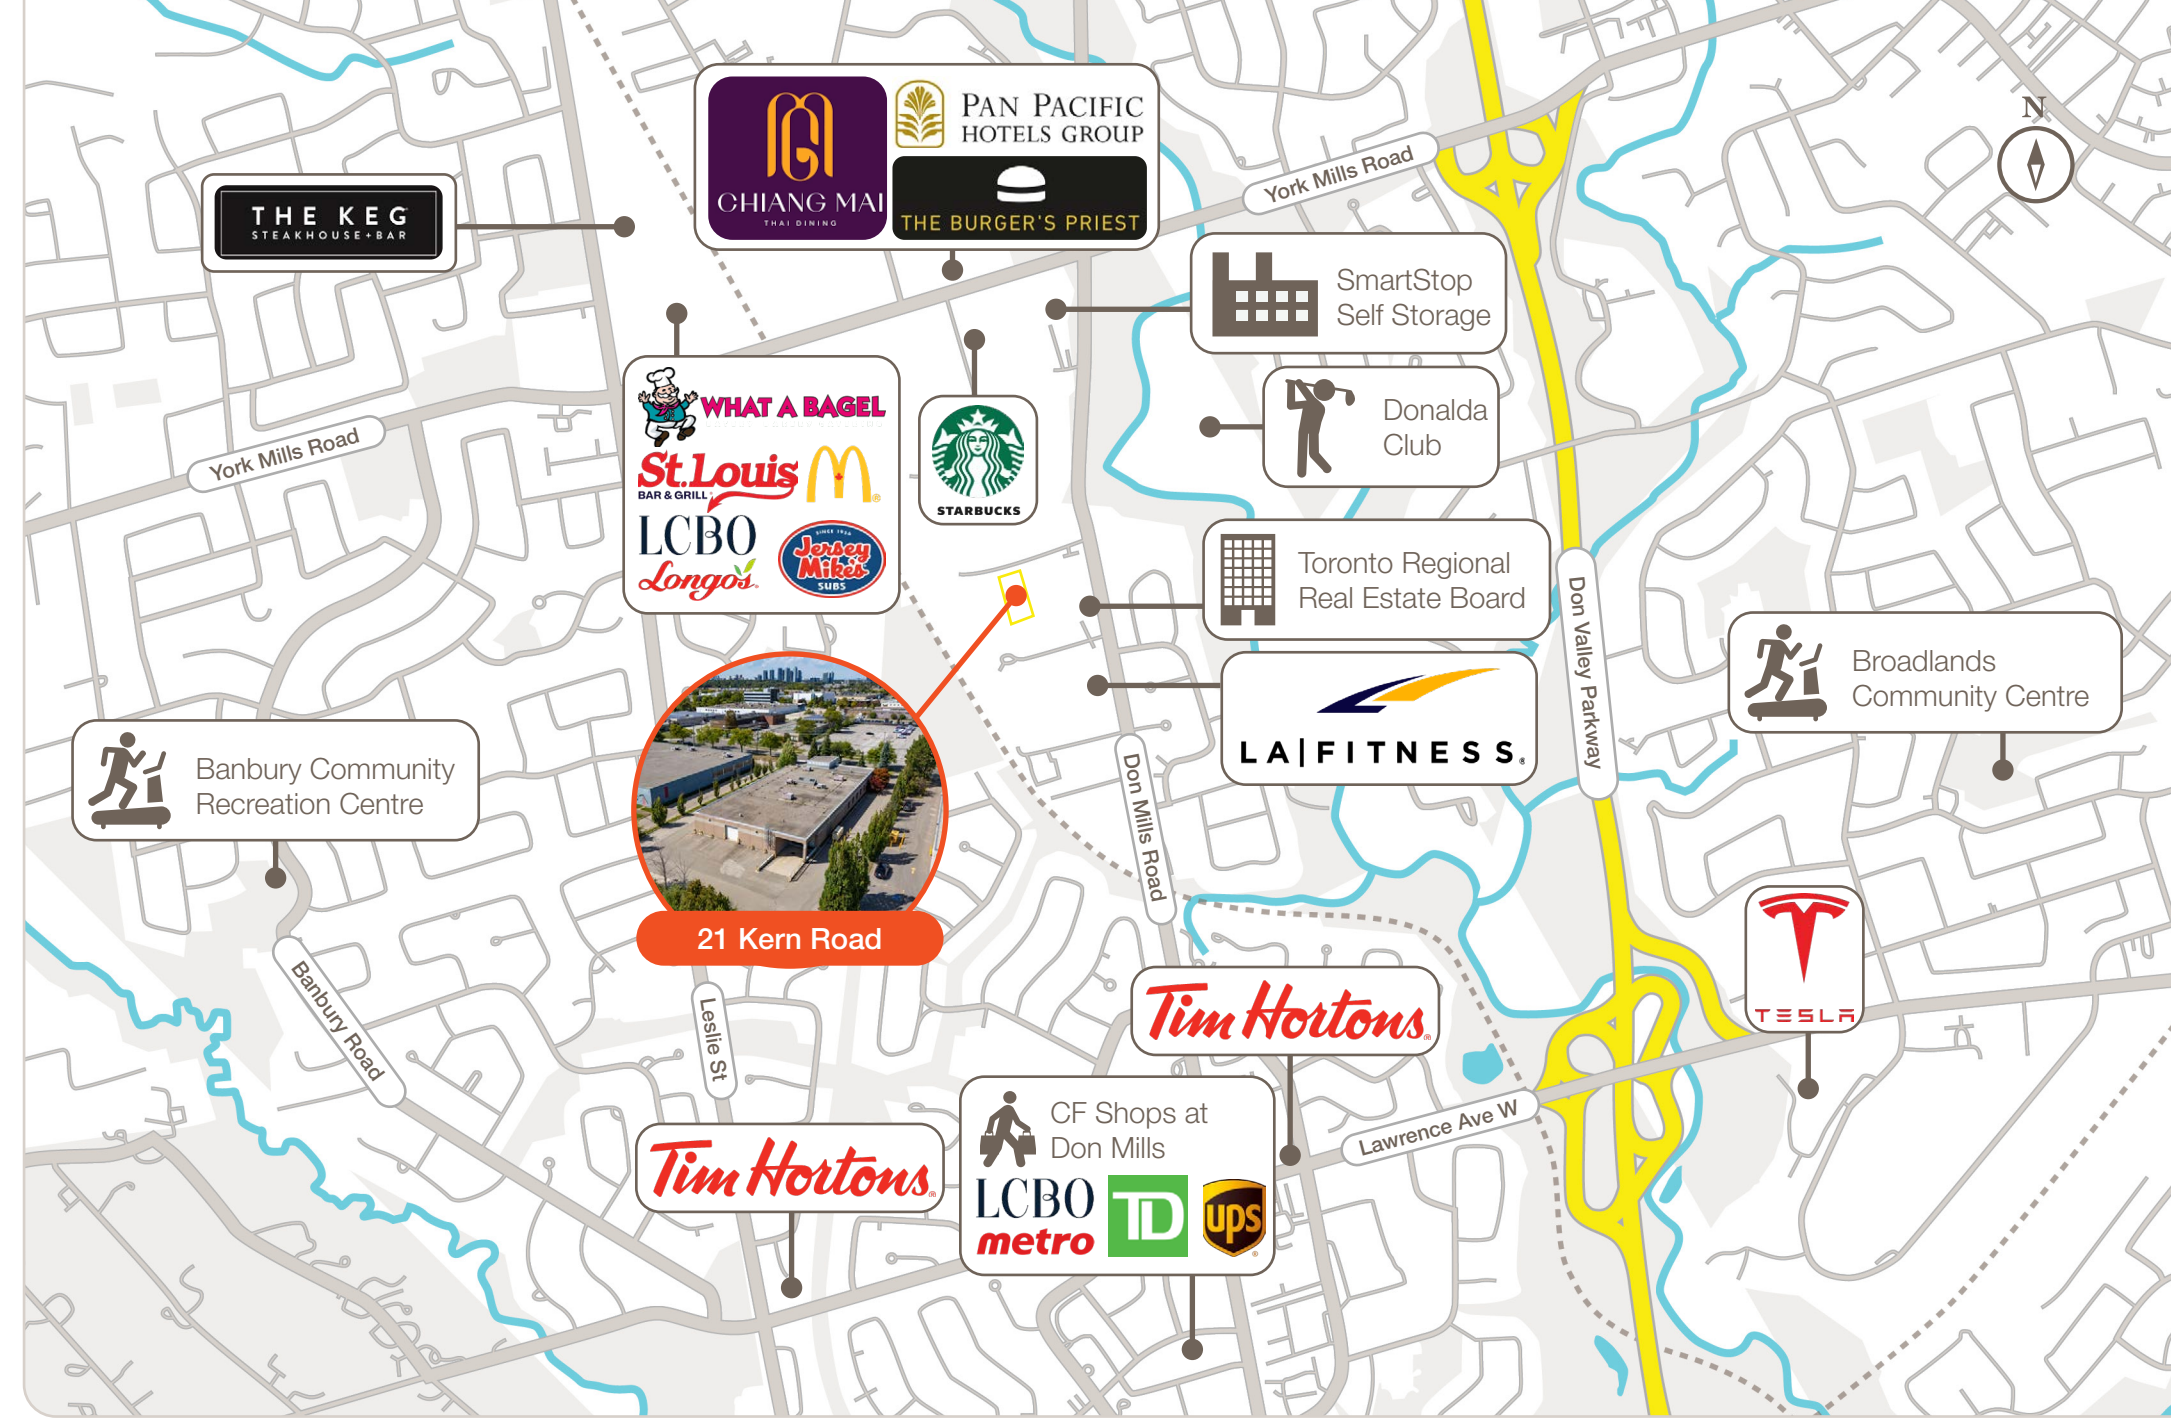 N
CHIANG MAI
THAI DINING
PAN PACIFIC
HOTELS GROUP
THE BURGER'S PRIEST
York Mills Road
THE KEG
STEAKHOUSE+BAR
SmartStop
Self Storage
WHAT A BAGEL
St.Louis
BAR & GRILL
LCBO
Longo's
SINCE 1956
Jersey
Mike's
SUBS
STARBUCKS
Donalda
Club
York Mills Road
Toronto Regional
Real Estate Board
Don Valley Parkway
LA|FITNESS
Broadlands
Community Centre
Banbury Community
Recreation Centre
Don Mills Road
21 Kern Road
TESLA
Banbury Road
Leslie St
Tim Hortons
CF Shops at
Don Mills
LCBO
metro
TD
ups
Lawrence Ave W
Tim Hortons